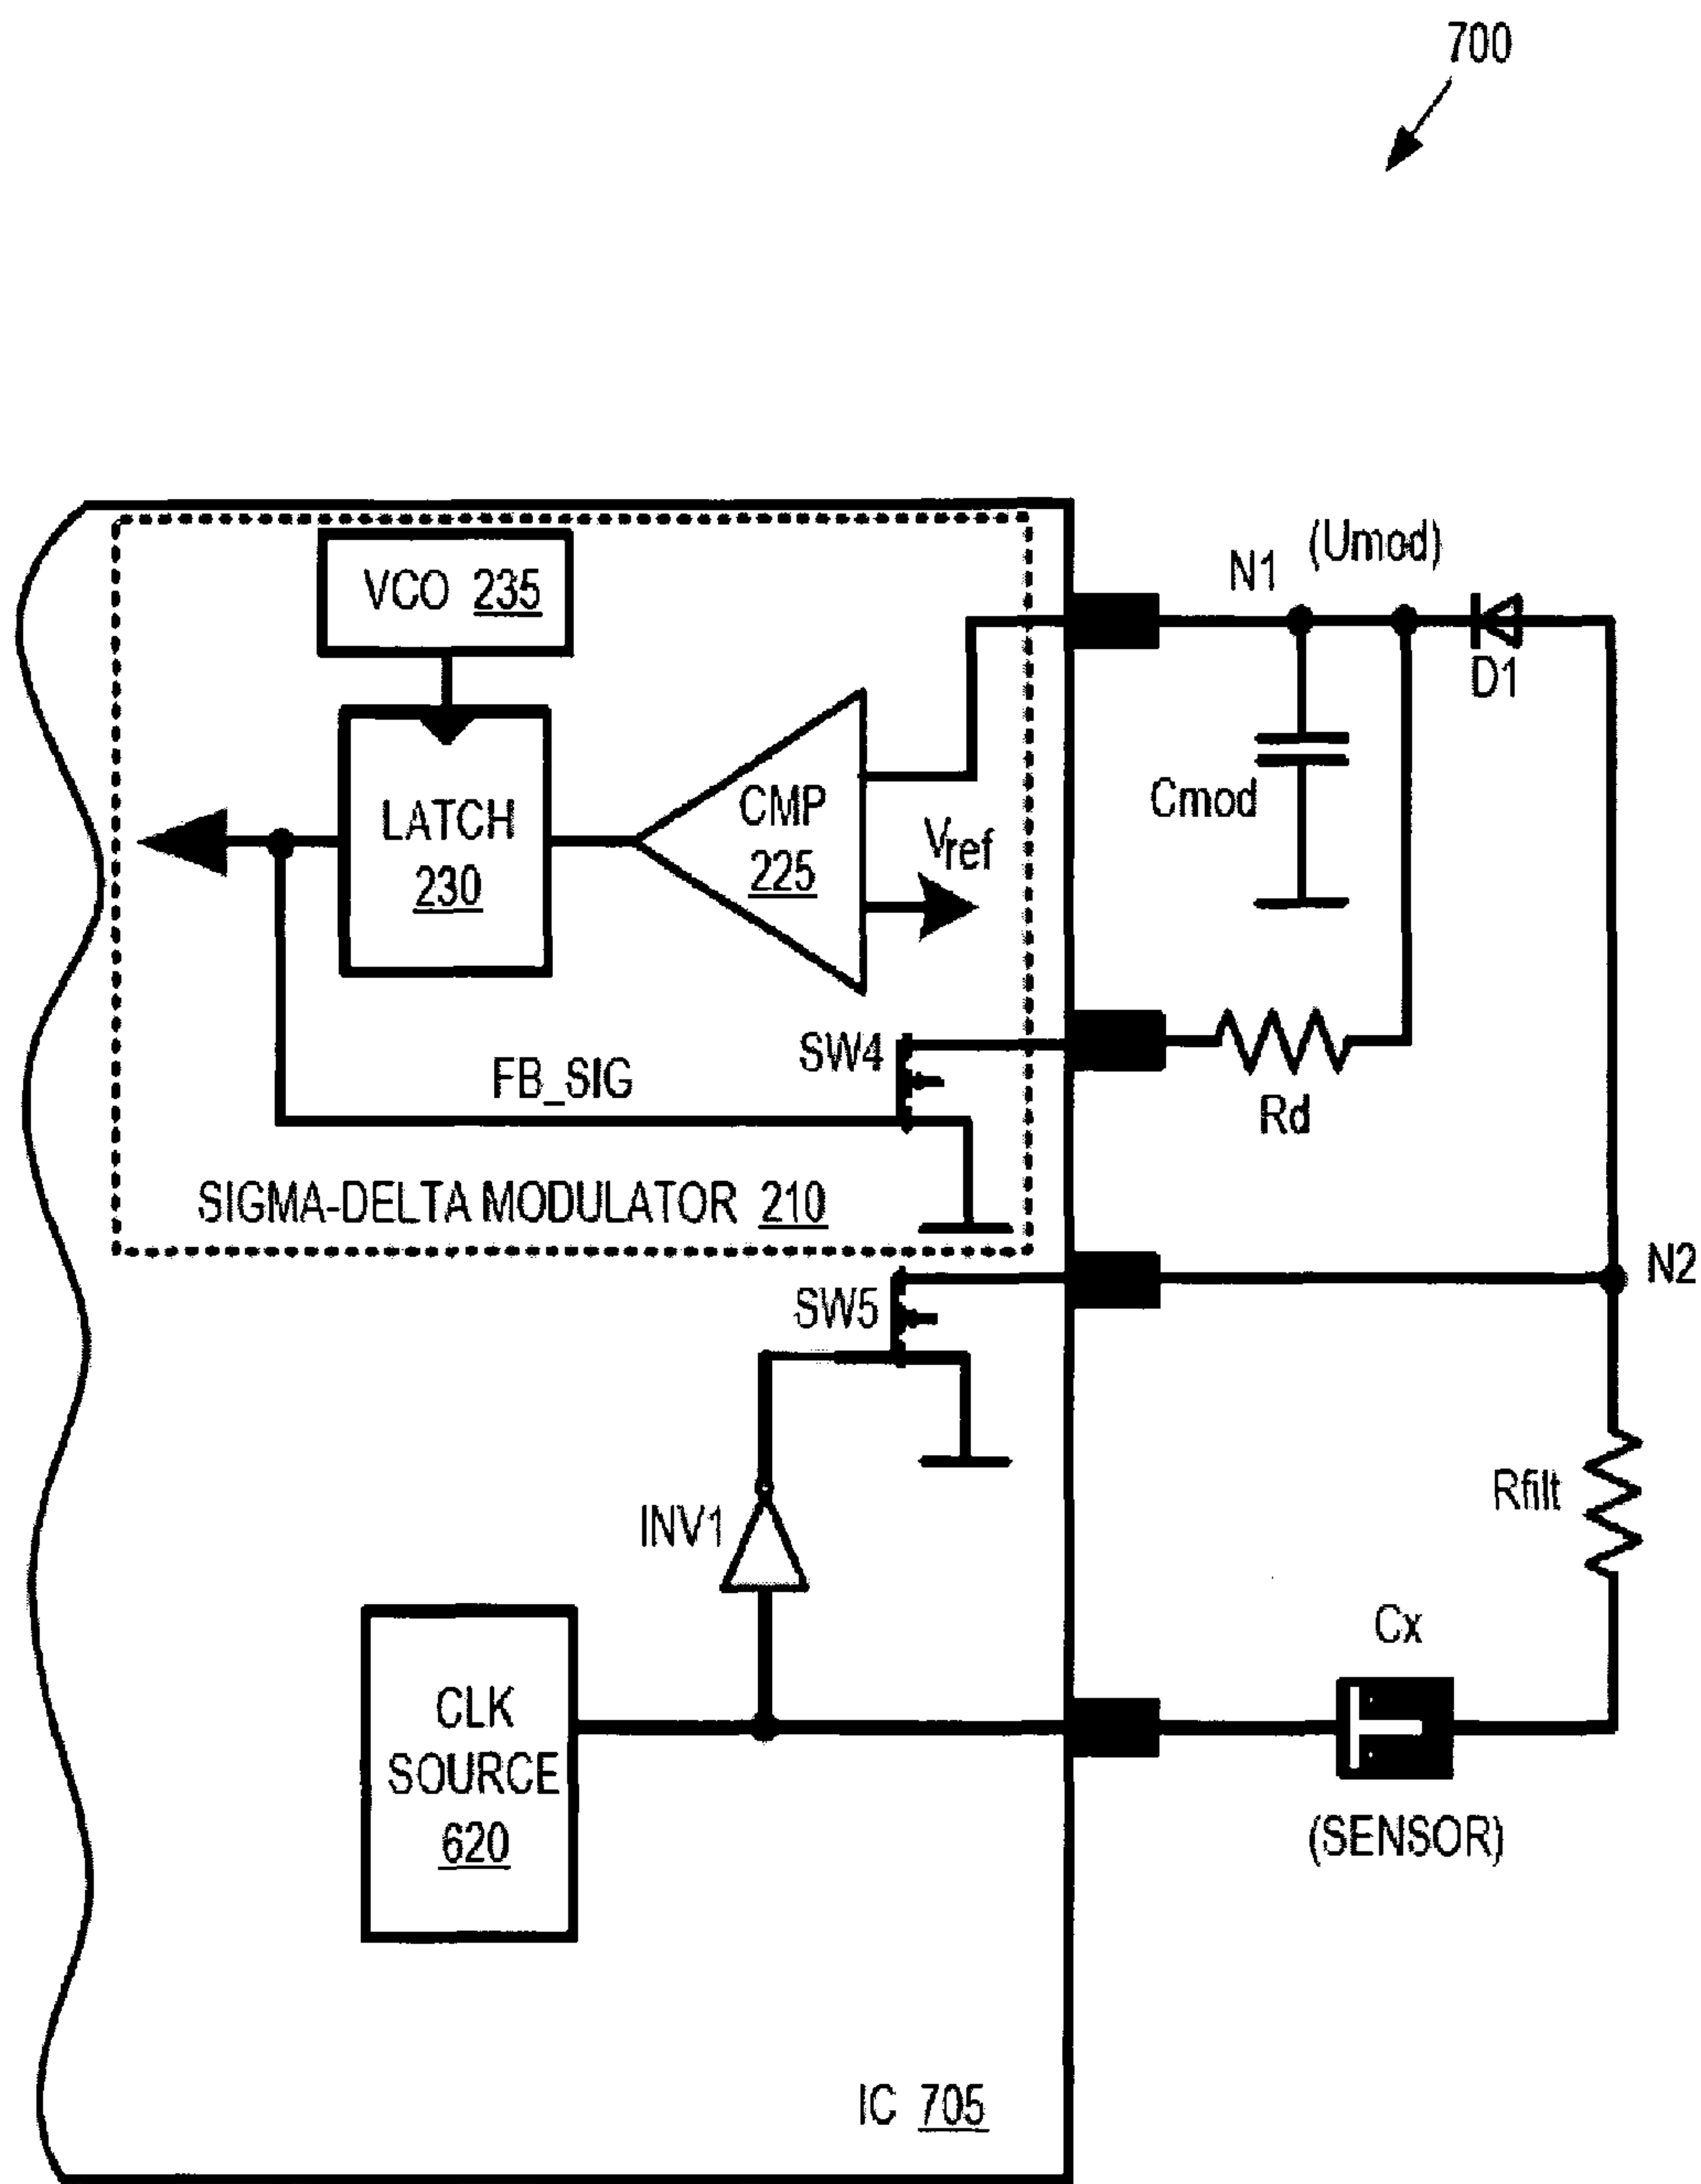 700
(Umod)
N1
VCO 235
D1
LATCH
230
CMP
225
Vref
Cmod
SW4
FB_SIG
Rd
SIGMA-DELTA MODULATOR 210
N2
SW5
Rfilt
INV1
Cx
CLK
SOURCE
620
(SENSOR)
IC 705